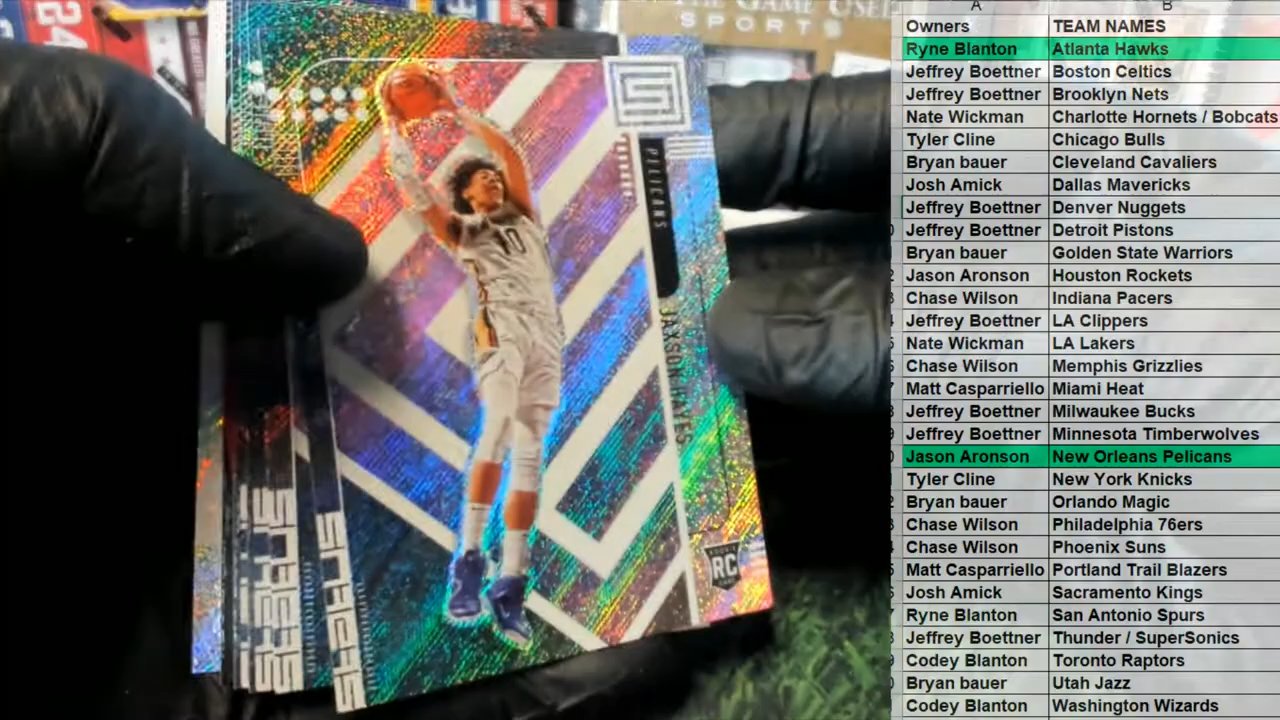 THE GAME USED
SPORTS
PELICANS
JAXSON HAYES
10
ROOKIE
RC
STATUS
STATUS
A B
Owners TEAM NAMES
Ryne Blanton Atlanta Hawks
Jeffrey Boettner Boston Celtics
Jeffrey Boettner Brooklyn Nets
Nate Wickman Charlotte Hornets / Bobcats
Tyler Cline Chicago Bulls
Bryan bauer Cleveland Cavaliers
Josh Amick Dallas Mavericks
Jeffrey Boettner Denver Nuggets
Jeffrey Boettner Detroit Pistons
Bryan bauer Golden State Warriors
Jason Aronson Houston Rockets
Chase Wilson Indiana Pacers
Jeffrey Boettner LA Clippers
Nate Wickman LA Lakers
Chase Wilson Memphis Grizzlies
Matt Casparriello Miami Heat
Jeffrey Boettner Milwaukee Bucks
Jeffrey Boettner Minnesota Timberwolves
Jason Aronson New Orleans Pelicans
Tyler Cline New York Knicks
Bryan bauer Orlando Magic
Chase Wilson Philadelphia 76ers
Chase Wilson Phoenix Suns
Matt Casparriello Portland Trail Blazers
Josh Amick Sacramento Kings
Ryne Blanton San Antonio Spurs
Jeffrey Boettner Thunder / SuperSonics
Codey Blanton Toronto Raptors
Bryan bauer Utah Jazz
Codey Blanton Washington Wizards